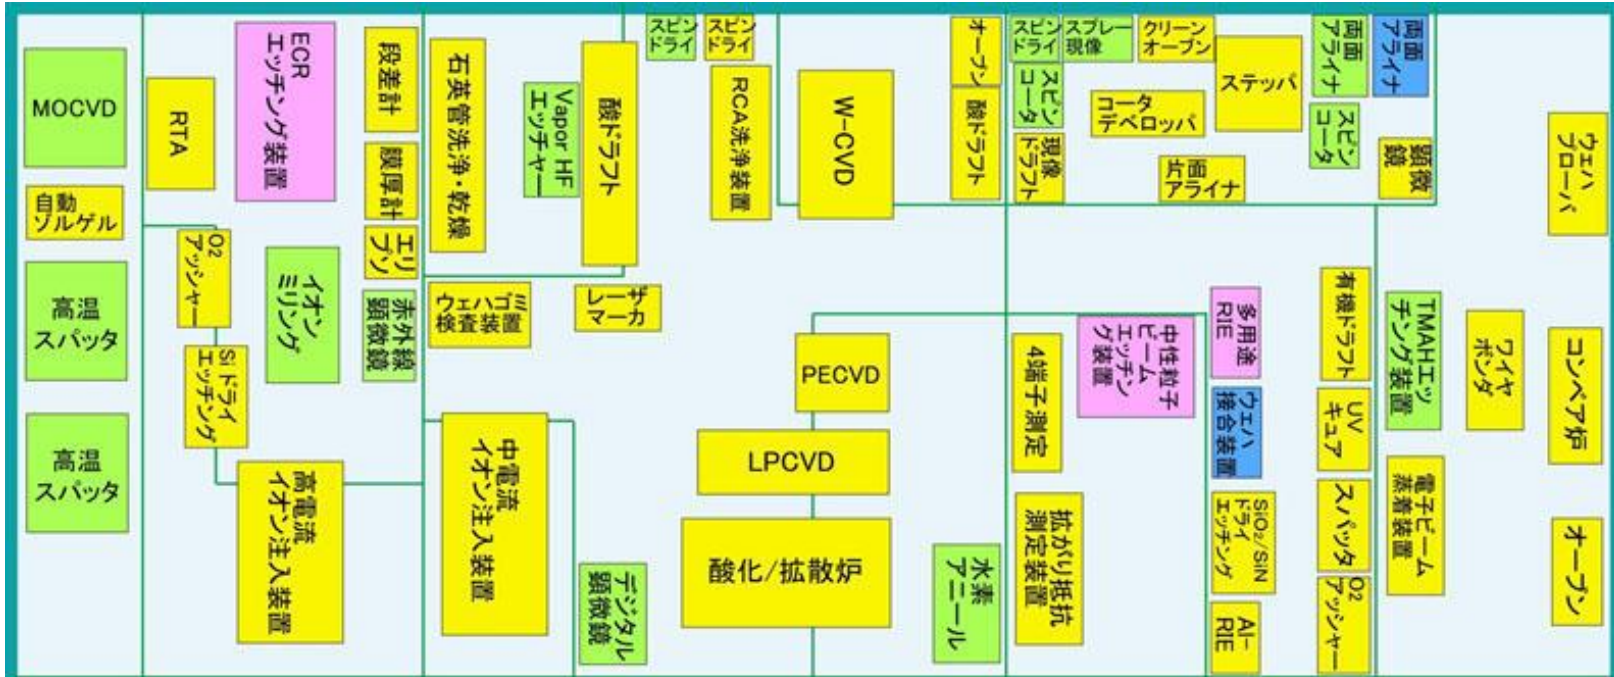 MOCVD
自動
ゾルゲル
高温
スパッタ
高温
スパッタ
RTA
ECR
エッチング装置
O2
アッシャー
Si ドライ
エッチング
イオン
ミリング
高電流
イオン注入装置
段差計
膜厚計
エリプソ
赤外線
顕微鏡
石英管洗浄・乾燥
Vapor HF
エッチャー
酸ドラフト
ウェハゴミ
検査装置
レーザ
マーカ
中電流
イオン注入装置
デジタル
顕微鏡
スピン
ドライ
スピン
ドライ
RCA洗浄装置
W-CVD
オーブン
酸ドラフト
PECVD
LPCVD
酸化/拡散炉
水素
アニール
スピン
ドライ
スプレー
現像
クリーン
オーブン
スピン
コータ
現像
ドラフト
コータ
デベロッパ
ステッパ
片面
アライナ
両面
アライナ
両面
アライナ
スピン
コータ
顕微
鏡
4端子測定
拡がり抵抗
測定装置
中性粒子
ビーム
エッチン
グ装置
多用途
RIE
ウェハ
接合装置
SiO₂/SiN
ドライ
エッチング
Al-
RIE
有機ドラフト
UV
キュア
スパッタ
O2
アッシャー
TMAHエッ
チング装置
電子ビーム
蒸着装置
ワイヤ
ボンダ
ウェハ
プローバ
コンベア炉
オーブン